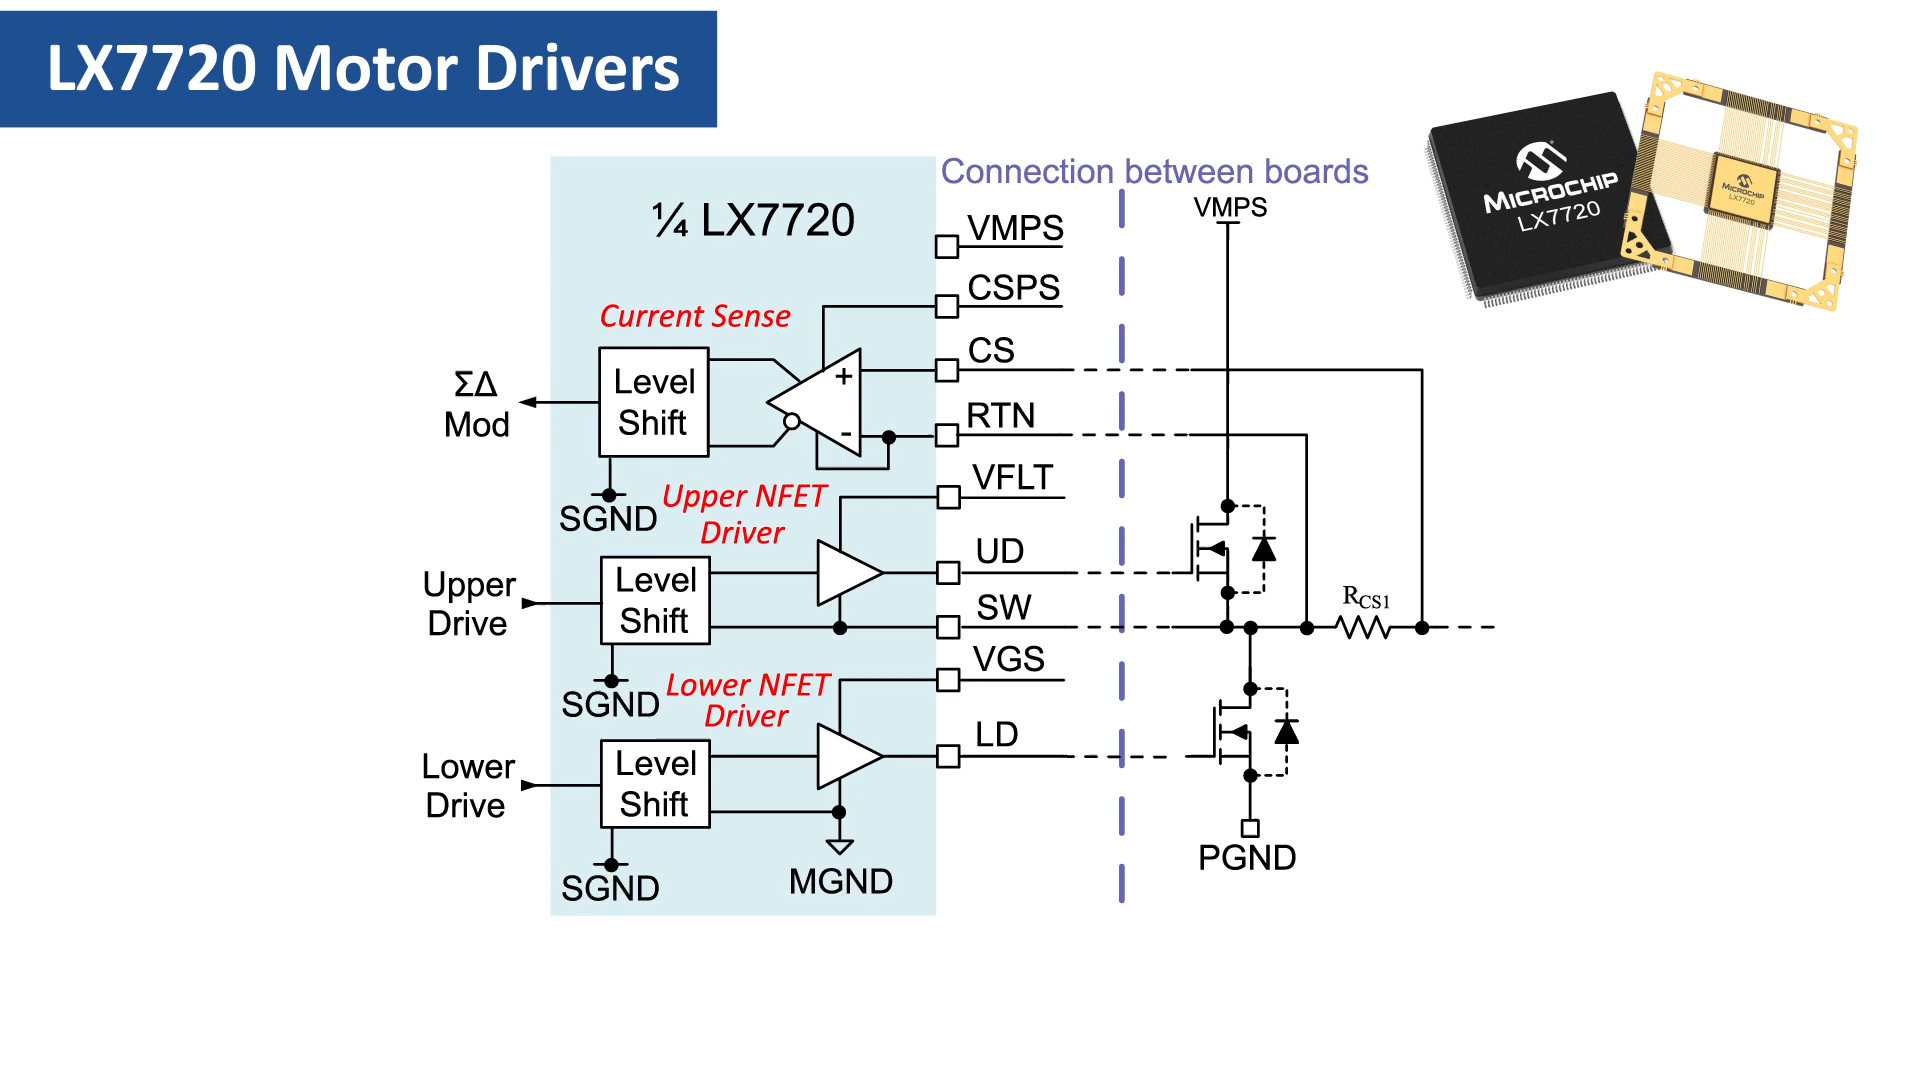 LX7720 Motor Drivers
Connection between boards
¼ LX7720
VMPS
VMPS
CSPS
Current Sense
CS
Level
Shift
+
-
ΣΔ
Mod
RTN
VFLT
SGND
Upper NFET
Driver
UD
Level
Shift
Upper
Drive
SW
RCS1
VGS
SGND
Lower NFET
Driver
LD
Level
Shift
Lower
Drive
MGND
SGND
PGND
MICROCHIP
LX7720
MICROCHIP
LX7720